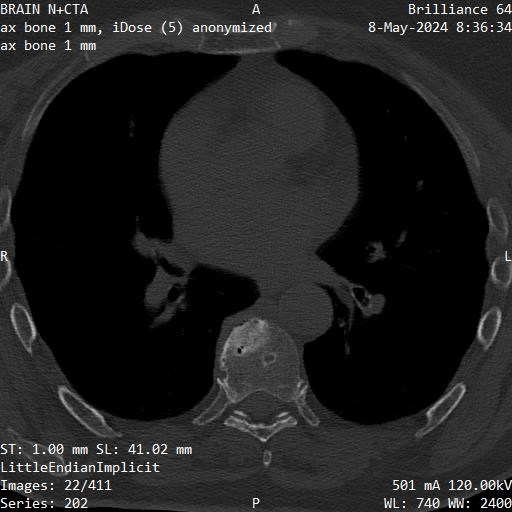 BRAIN N+CTA
ax bone 1 mm, iDose (5) anonymized
ax bone 1 mm
A
Brilliance 64
8-May-2024 8:36:34
R
L
ST: 1.00 mm SL: 41.02 mm
LittleEndianImplicit
Images: 22/411
Series: 202
P
501 mA 120.00kV
WL: 740 WW: 2400